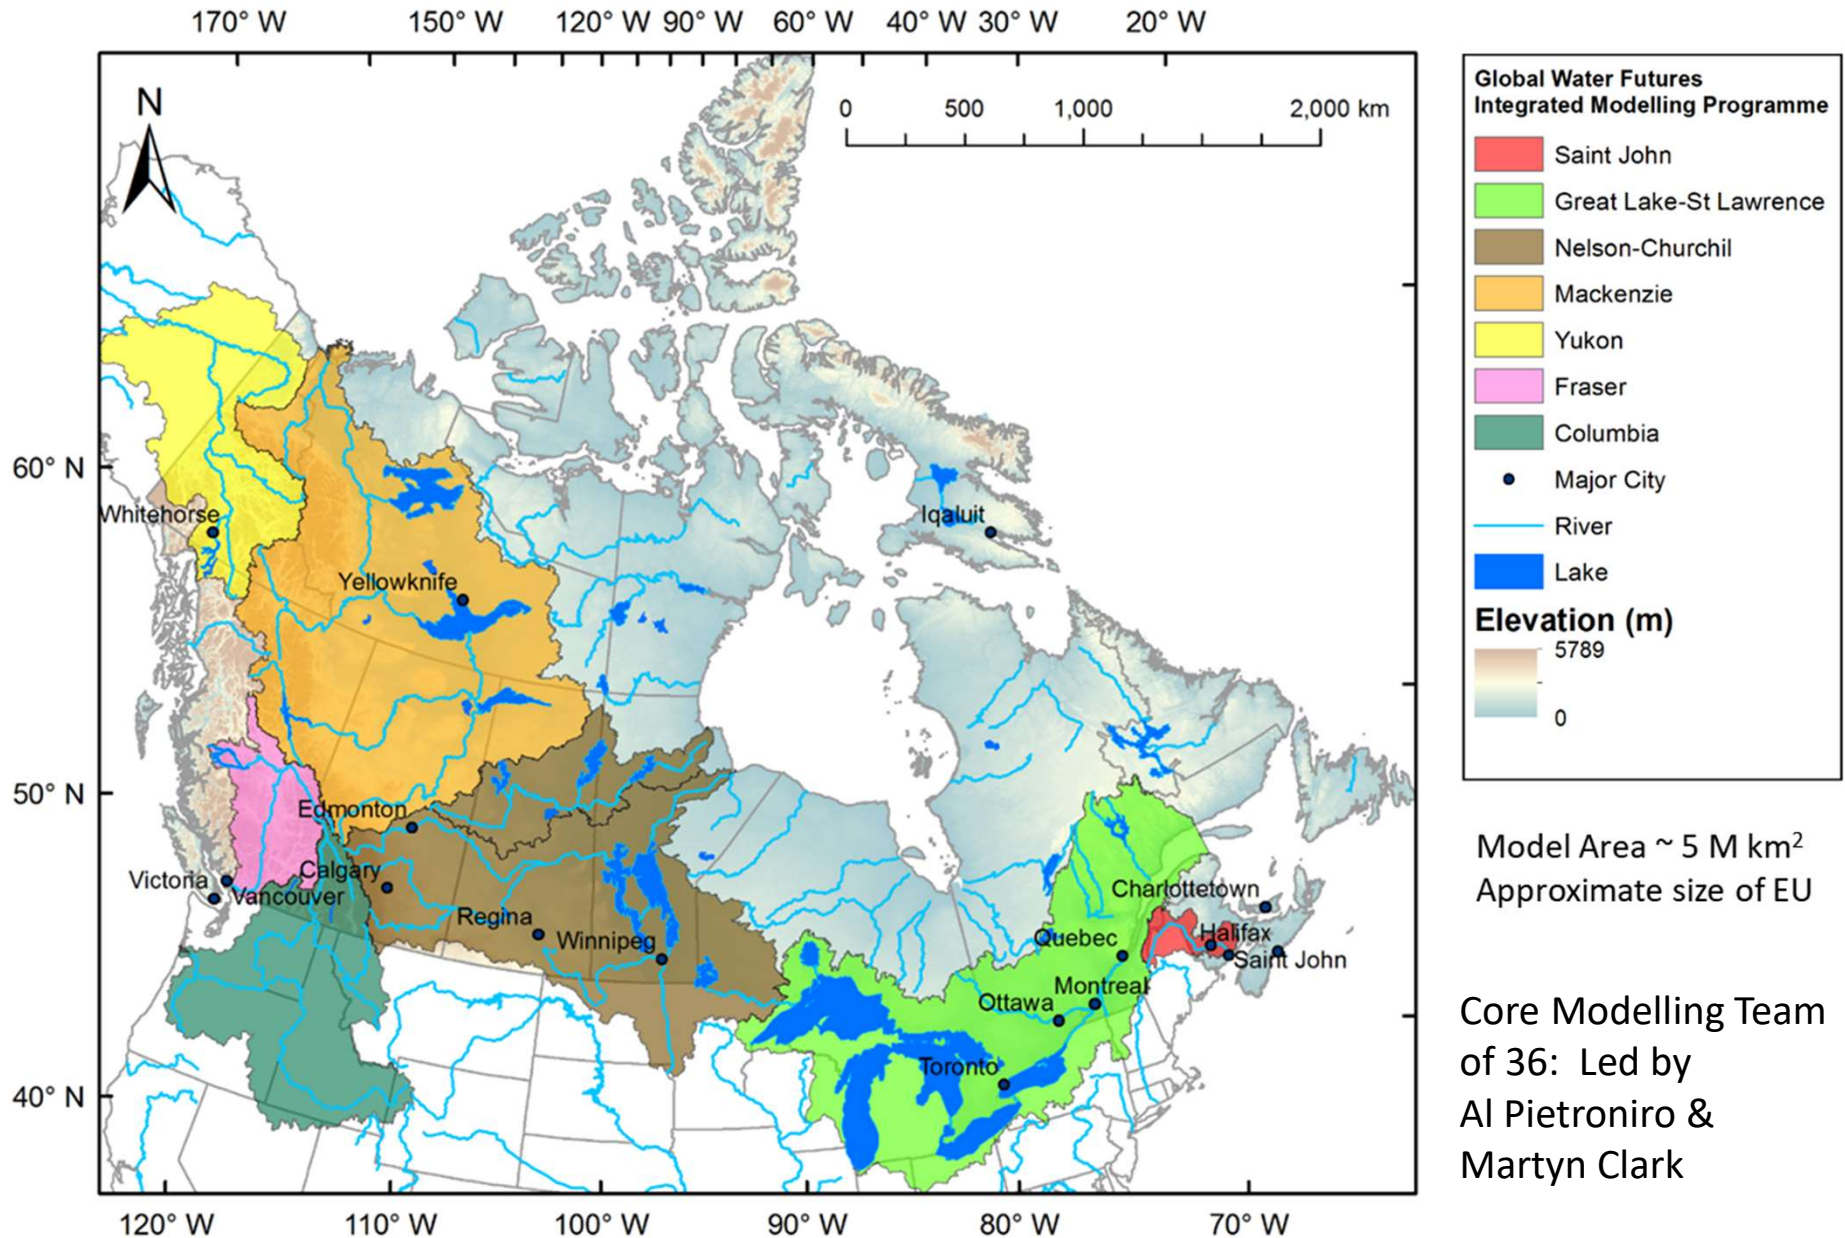 170° W 150° W 120° W 90° W 60° W 40° W 30° W 20° W
N
0 500 1,000 2,000 km
60° N
50° N
40° N
Whitehorse
Iqaluit
Yellowknife
Edmonton
Calgary
Victoria
Vancouver
Regina
Winnipeg
Charlottetown
Halifax
Quebec
Saint John
Montreal
Ottawa
Toronto
120° W 110° W 100° W 90° W 80° W 70° W
Global Water Futures
Integrated Modelling Programme
Saint John
Great Lake-St Lawrence
Nelson-Churchil
Mackenzie
Yukon
Fraser
Columbia
Major City
River
Lake
Elevation (m)
5789
0
Model Area ~ 5 M km²
Approximate size of EU
Core Modelling Team
of 36: Led by
Al Pietroniro &
Martyn Clark